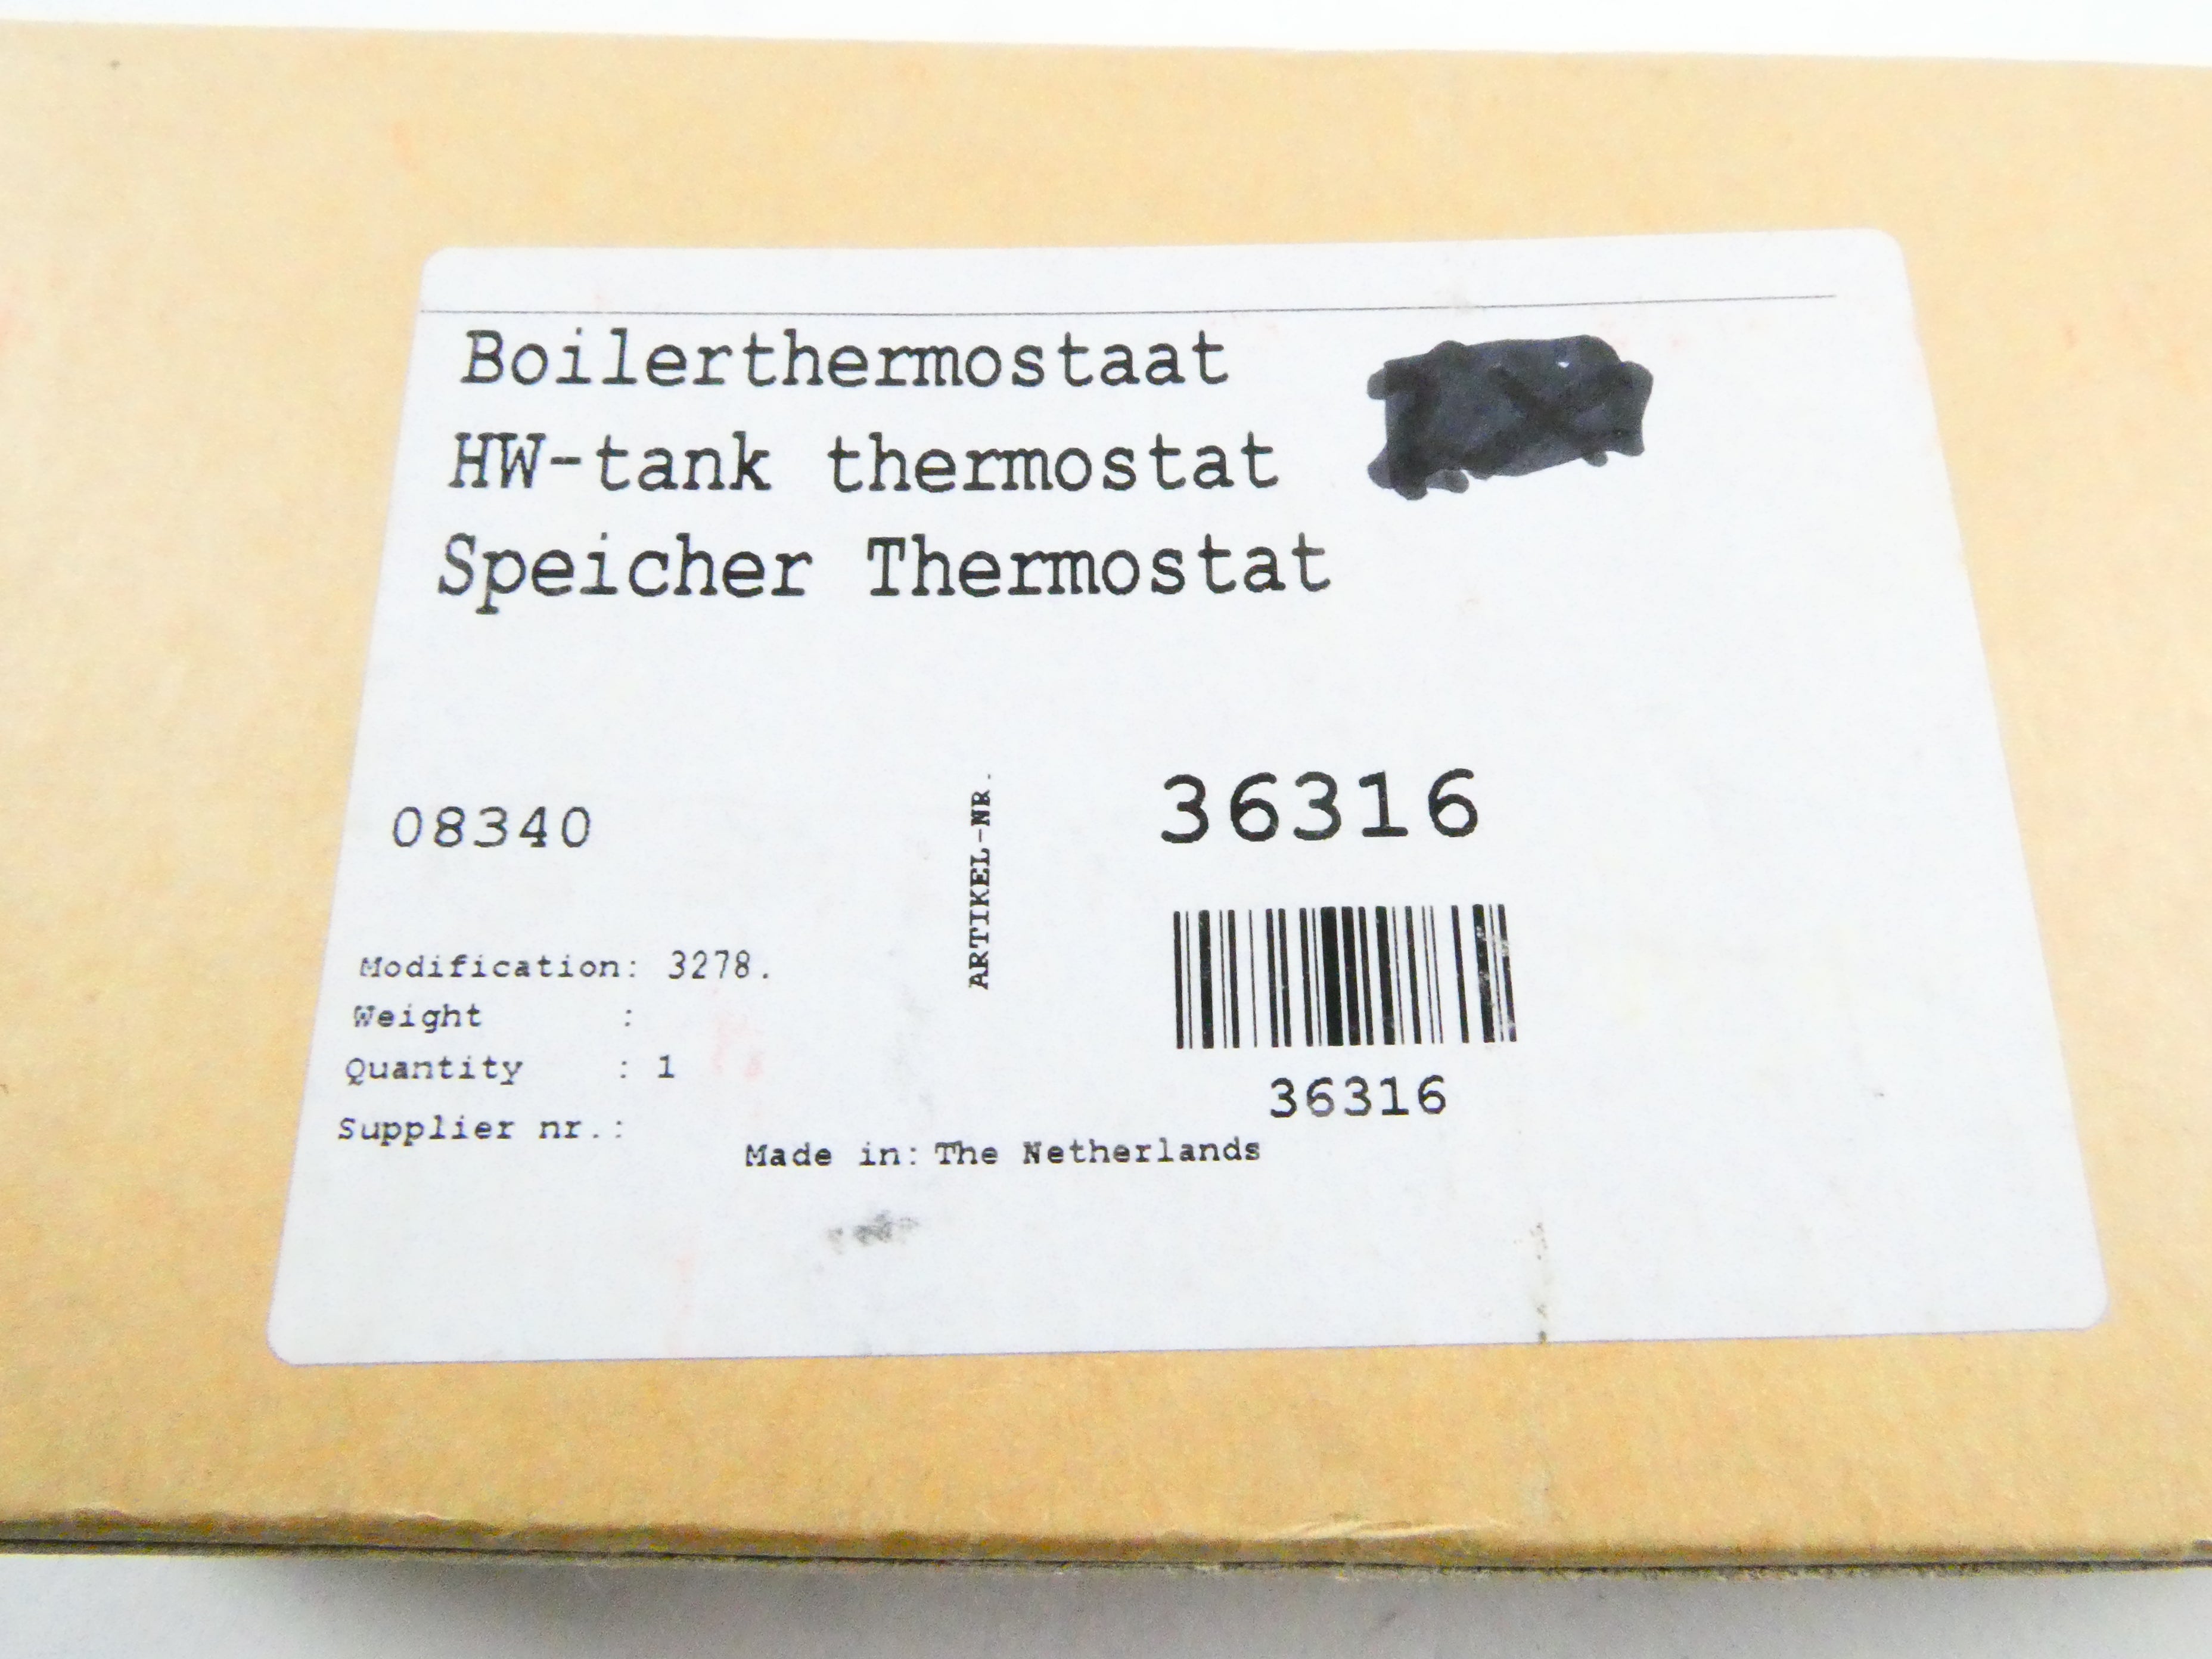 Boilerthermostaat
HW-tank thermostat
Speicher Thermostat
08340
ARTIKEL-NR.
36316
Modification: 3278.
Weight :
Quantity : 1
Supplier nr.:
36316
Made in: The Netherlands